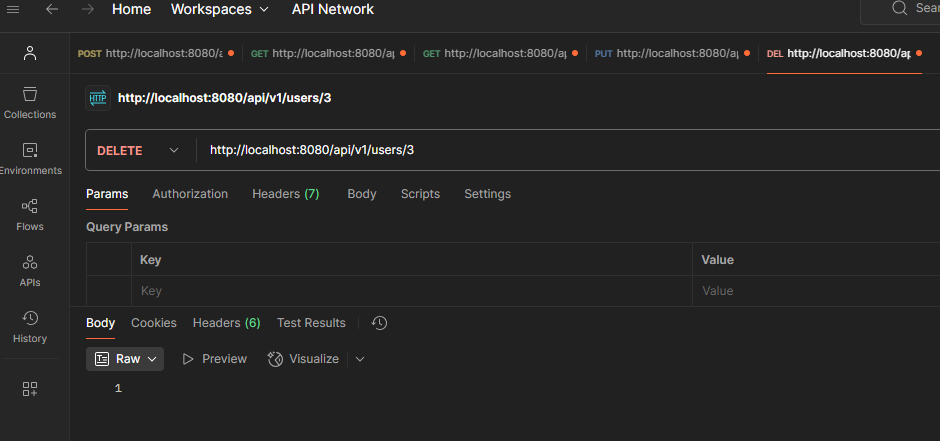 Home Workspaces API Network Sear
POST http://localhost:8080/a GET http://localhost:8080/ap GET http://localhost:8080/ap PUT http://localhost:8080/ap DEL http://localhost:8080/ap
HTTP http://localhost:8080/api/v1/users/3
Collections
DELETE http://localhost:8080/api/v1/users/3
Environments
Params Authorization Headers (7) Body Scripts Settings
Flows
Query Params
Key Value
APIs
Key Value
History
Body Cookies Headers (6) Test Results
Raw Preview Visualize
1